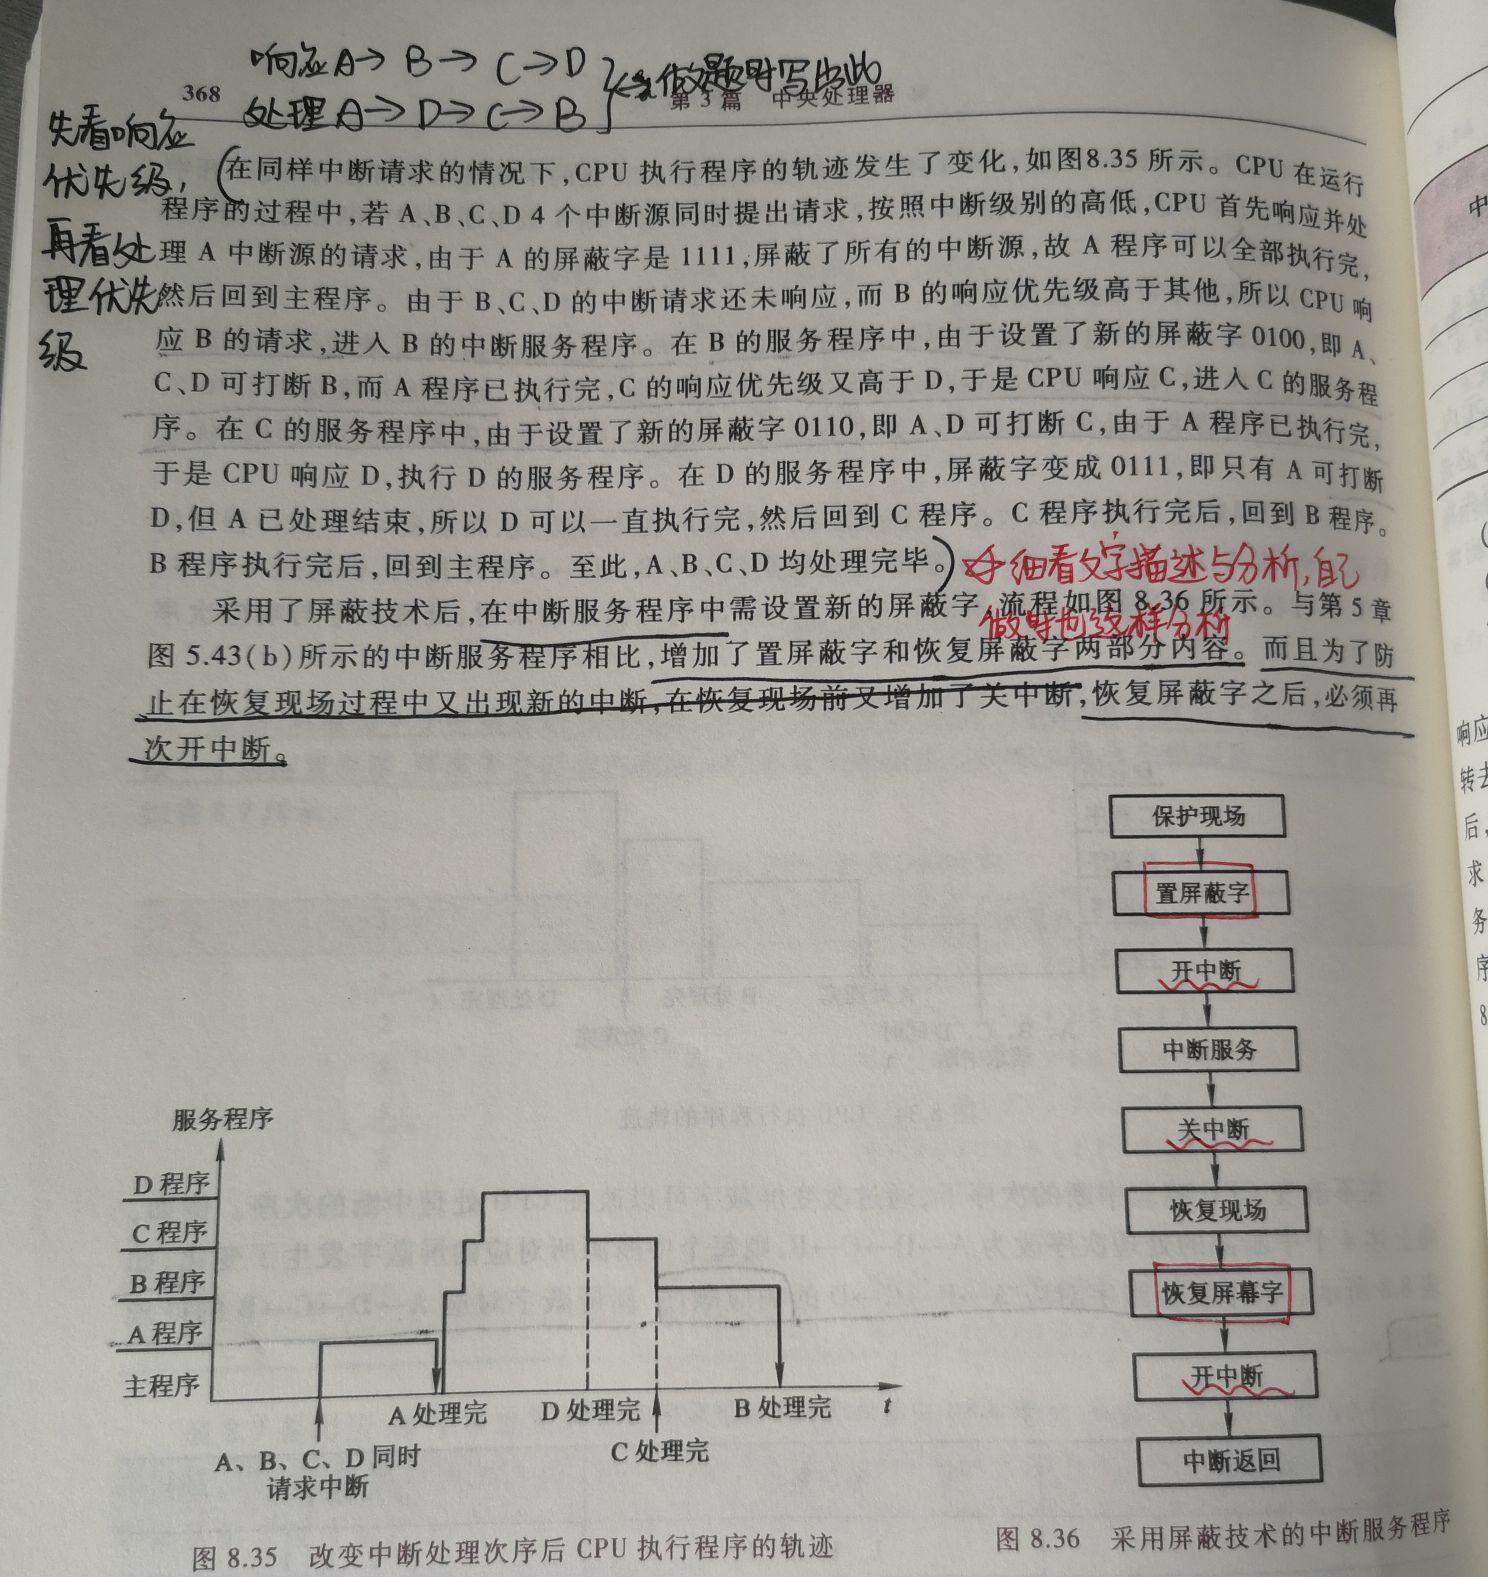 响应A→B→C→D
处理A→D→C→B
做题时写出此
368
第3篇 中央处理器
先看响应
优先级,
再看处
理优先
级
在同样中断请求的情况下,CPU 执行程序的轨迹发生了变化,如图8.35 所示。CPU 在运行
程序的过程中,若 A、B、C、D 4 个中断源同时提出请求,按照中断级别的高低,CPU 首先响应并处
理 A 中断源的请求,由于 A 的屏蔽字是 1111,屏蔽了所有的中断源,故 A 程序可以全部执行完,
然后回到主程序。由于 B、C、D 的中断请求还未响应,而 B 的响应优先级高于其他,所以 CPU 响
应 B 的请求,进入 B 的中断服务程序。在 B 的服务程序中,由于设置了新的屏蔽字 0100,即 A、
C、D 可打断 B,而 A 程序已执行完,C 的响应优先级又高于 D,于是 CPU 响应 C,进入 C 的服务程
序。在 C 的服务程序中,由于设置了新的屏蔽字 0110,即 A、D 可打断 C,由于 A 程序已执行完,
于是 CPU 响应 D,执行 D 的服务程序。在 D 的服务程序中,屏蔽字变成 0111,即只有 A 可打断
D,但 A 已处理结束,所以 D 可以一直执行完,然后回到 C 程序。C 程序执行完后,回到 B 程序。
B 程序执行完后,回到主程序。至此,A、B、C、D 均处理完毕。
细看文字描述与分析,自己
做时也这样分析
采用了屏蔽技术后,在中断服务程序中需设置新的屏蔽字,流程如图 8.36 所示。与第 5 章
图 5.43(b)所示的中断服务程序相比,增加了置屏蔽字和恢复屏蔽字两部分内容。而且为了防
止在恢复现场过程中又出现新的中断,在恢复现场前又增加了关中断,恢复屏蔽字之后,必须再
次开中断。
服务程序
D 程序
C 程序
B 程序
A 程序
主程序
A 处理完
D 处理完
B 处理完
t
A、B、C、D 同时
请求中断
C 处理完
图 8.35 改变中断处理次序后 CPU 执行程序的轨迹
保护现场
置屏蔽字
开中断
中断服务
关中断
恢复现场
恢复屏幕字
开中断
中断返回
图 8.36 采用屏蔽技术的中断服务程序
中
响应
转去
后,
求
务
序
8